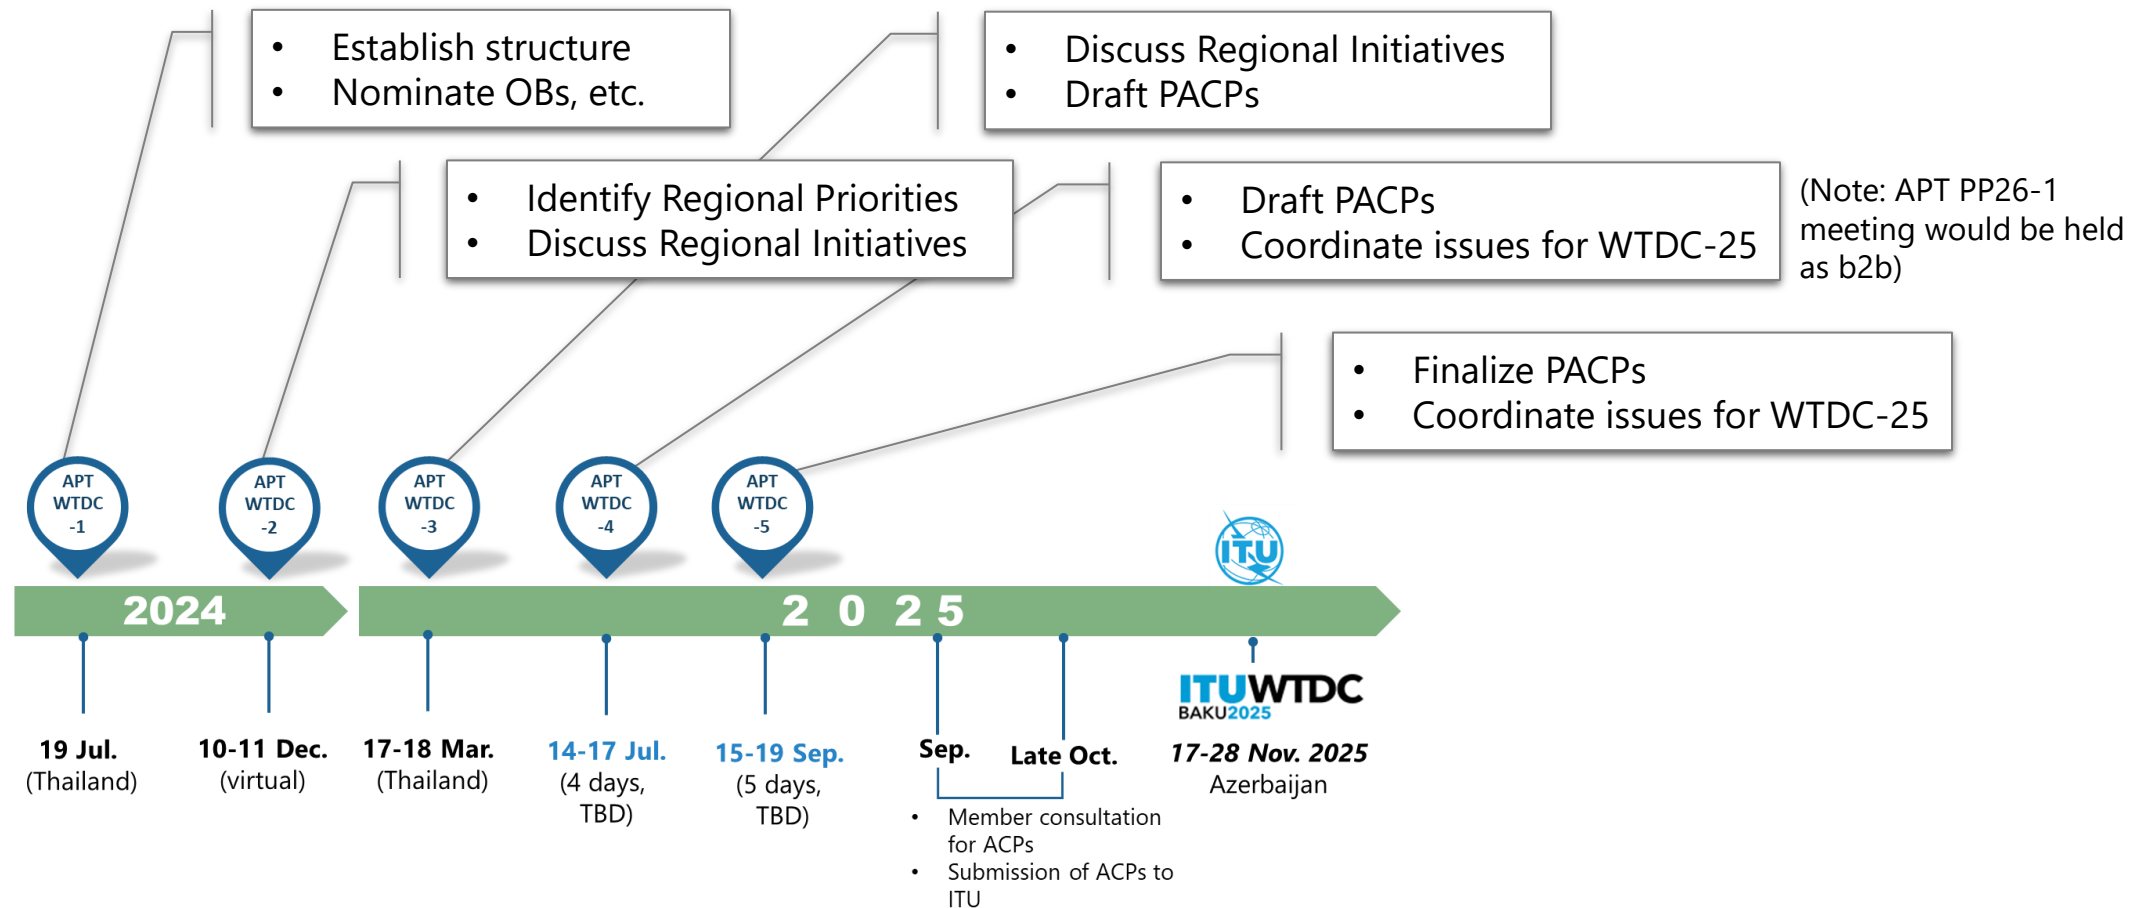 • Establish structure
• Nominate OBs, etc.
• Discuss Regional Initiatives
• Draft PACPs
• Identify Regional Priorities
• Discuss Regional Initiatives
• Draft PACPs
• Coordinate issues for WTDC-25
(Note: APT PP26-1
meeting would be held
as b2b)
• Finalize PACPs
• Coordinate issues for WTDC-25
APT
WTDC
-1
APT
WTDC
-2
APT
WTDC
-3
APT
WTDC
-4
APT
WTDC
-5
ITU
2024
2 0 2 5
ITUWTDC
BAKU2025
19 Jul.
(Thailand)
10-11 Dec.
(virtual)
17-18 Mar.
(Thailand)
14-17 Jul.
(4 days,
TBD)
15-19 Sep.
(5 days,
TBD)
Sep.
Late Oct.
• Member consultation
for ACPs
• Submission of ACPs to
ITU
17-28 Nov. 2025
Azerbaijan